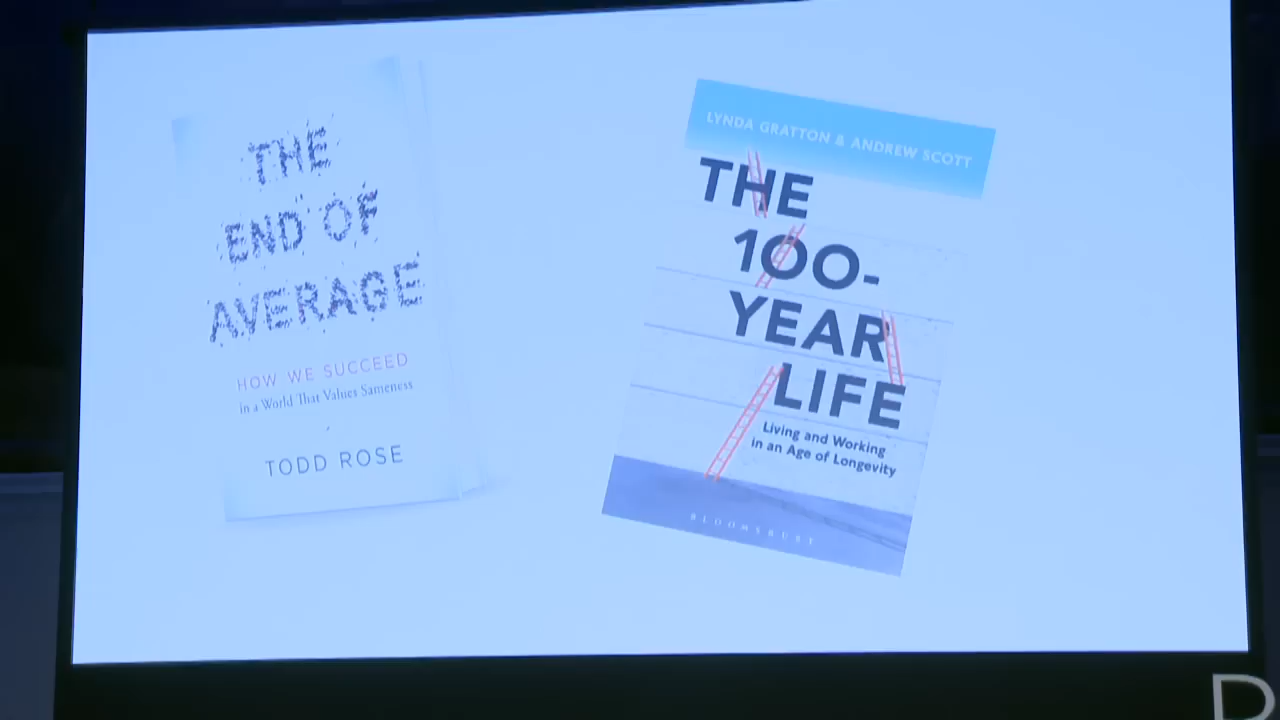 THE
END OF
AVERAGE
HOW WE SUCCEED
in a World That Values Sameness
TODD ROSE
LYNDA GRATTON & ANDREW SCOTT
THE
100-
YEAR
LIFE
Living and Working
in an Age of Longevity
BLOOMSBURY